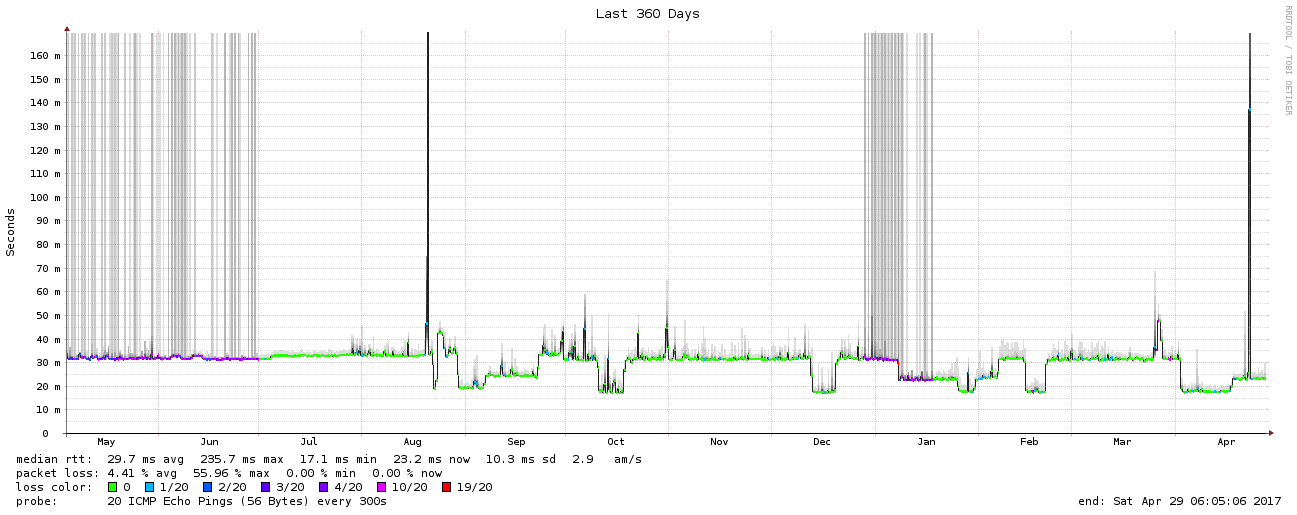 Last 360 Days
RRDTOOL / TOBI OETIKER
Seconds
160 m
150 m
140 m
130 m
120 m
110 m
100 m
90 m
80 m
70 m
60 m
50 m
40 m
30 m
20 m
10 m
0
May Jun Jul Aug Sep Oct Nov Dec Jan Feb Mar Apr
median rtt: 29.7 ms avg 235.7 ms max 17.1 ms min 23.2 ms now 10.3 ms sd 2.9 am/s
packet loss: 4.41 % avg 55.96 % max 0.00 % min 0.00 % now
loss color: 0 1/20 2/20 3/20 4/20 10/20 19/20
probe: 20 ICMP Echo Pings (56 Bytes) every 300s end: Sat Apr 29 06:05:06 2017